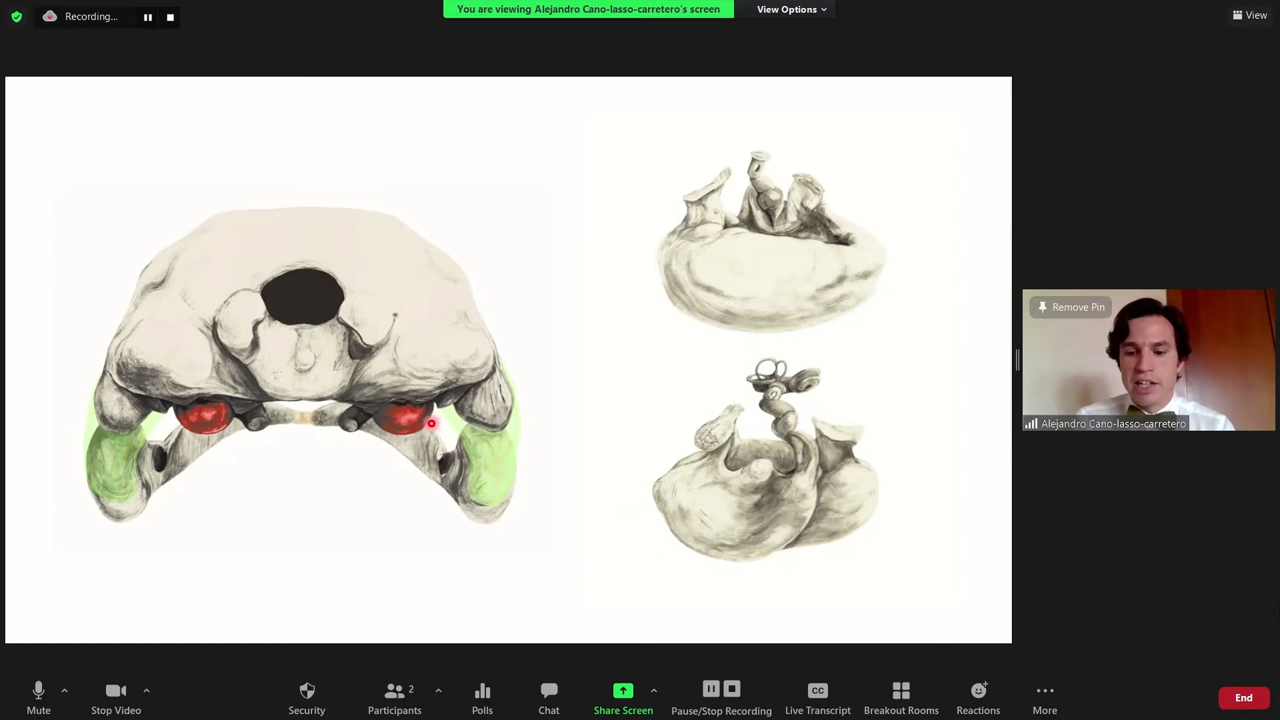 Recording...
You are viewing Alejandro Cano-lasso-carretero's screen
View Options
View
Remove Pin
Alejandro Cano-lasso-carretero
Mute
Stop Video
Security
Participants
2
Polls
Chat
Share Screen
Pause/Stop Recording
CC
Live Transcript
Breakout Rooms
Reactions
More
End